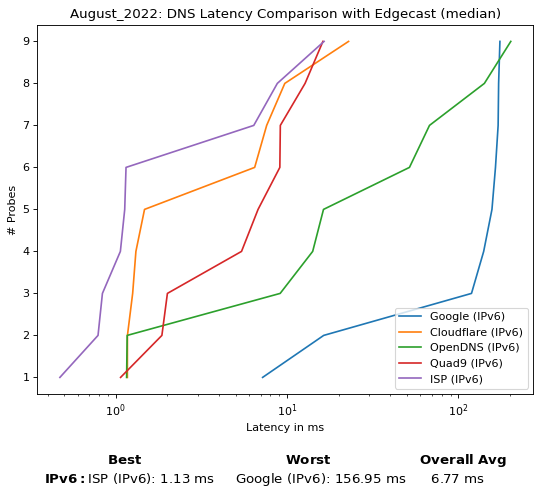 August_2022: DNS Latency Comparison with Edgecast (median)
9
8
7
6
5
4
3
2
1
# Probes
10^0 10^1 10^2
Latency in ms
Google (IPv6)
Cloudflare (IPv6)
OpenDNS (IPv6)
Quad9 (IPv6)
ISP (IPv6)
Best Worst Overall Avg
IPv6: ISP (IPv6): 1.13 ms Google (IPv6): 156.95 ms 6.77 ms